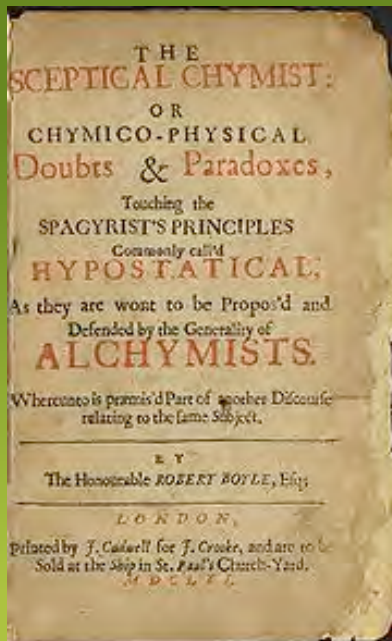 THE
SCEPTICAL CHYMIST:
OR
CHYMICO-PHYSICAL
Doubts & Paradoxes,
Touching the
SPAGYRIST'S PRINCIPLES
Commonly call'd
HYPOSTATICAL,
As they are wont to be Propos'd and
Defended by the Generality of
ALCHYMISTS.
Whereunto is præmis'd Part of another Discourse
relating to the same Subject.
BY
The Honourable ROBERT BOYLE, Esq;
LONDON,
Printed by J. Cadwell for J. Crooke, and are to be
Sold at the Ship in St. Paul's Church-Yard.
MDCLXI.